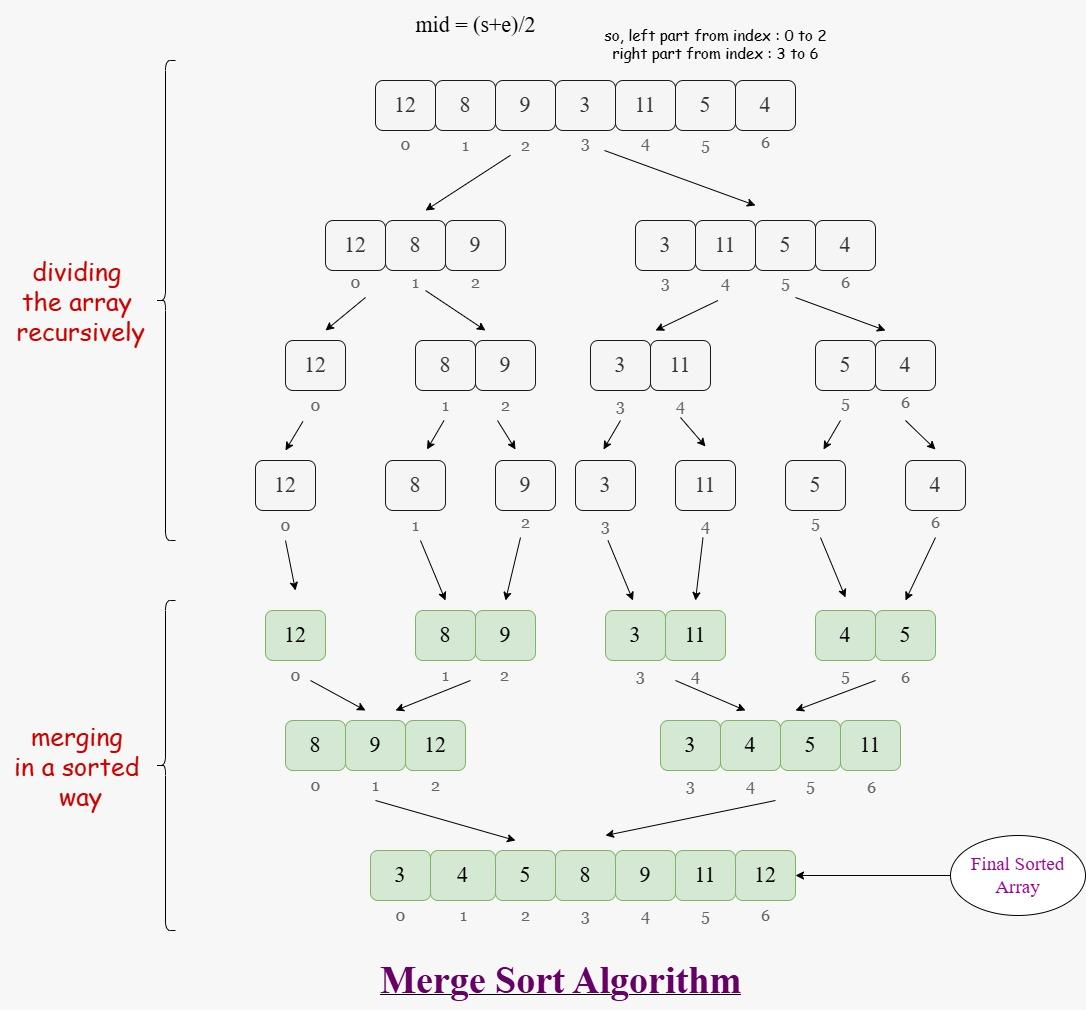 mid = (s+e)/2
so, left part from index : 0 to 2
right part from index : 3 to 6
12 8 9 3 11 5 4
0 1 2 3 4 5 6
12 8 9 3 11 5 4
0 1 2 3 4 5 6
dividing
the array
recursively
12 8 9 3 11 5 4
0 1 2 3 4 5 6
12 8 9 3 11 5 4
0 1 2 3 4 5 6
12 8 9 3 11 4 5
0 1 2 3 4 5 6
merging
in a sorted
way
8 9 12 3 4 5 11
0 1 2 3 4 5 6
3 4 5 8 9 11 12
0 1 2 3 4 5 6
Final Sorted
Array
Merge Sort Algorithm